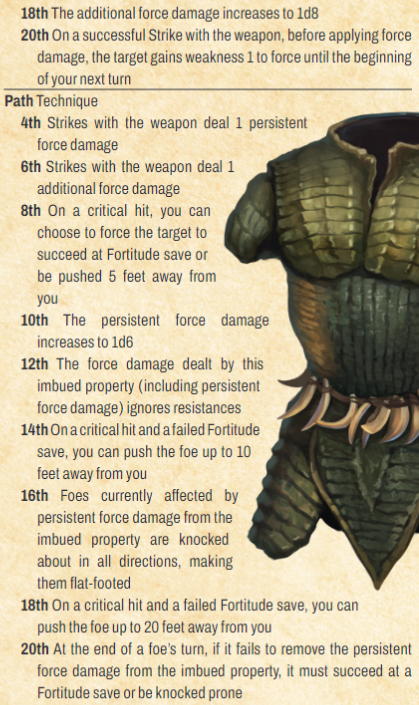 18th The additional force damage increases to 1d8
20th On a successful Strike with the weapon, before applying force
damage, the target gains weakness 1 to force until the beginning
of your next turn
Path Technique
4th Strikes with the weapon deal 1 persistent
force damage
6th Strikes with the weapon deal 1
additional force damage
8th On a critical hit, you can
choose to force the target to
succeed at Fortitude save or
be pushed 5 feet away from
you
10th The persistent force damage
increases to 1d6
12th The force damage dealt by this
imbued property (including persistent
force damage) ignores resistances
14th On a critical hit and a failed Fortitude
save, you can push the foe up to 10
feet away from you
16th Foes currently affected by
persistent force damage from the
imbued property are knocked
about in all directions, making
them flat-footed
18th On a critical hit and a failed Fortitude save, you can
push the foe up to 20 feet away from you
20th At the end of a foe's turn, if it fails to remove the persistent
force damage from the imbued property, it must succeed at a
Fortitude save or be knocked prone